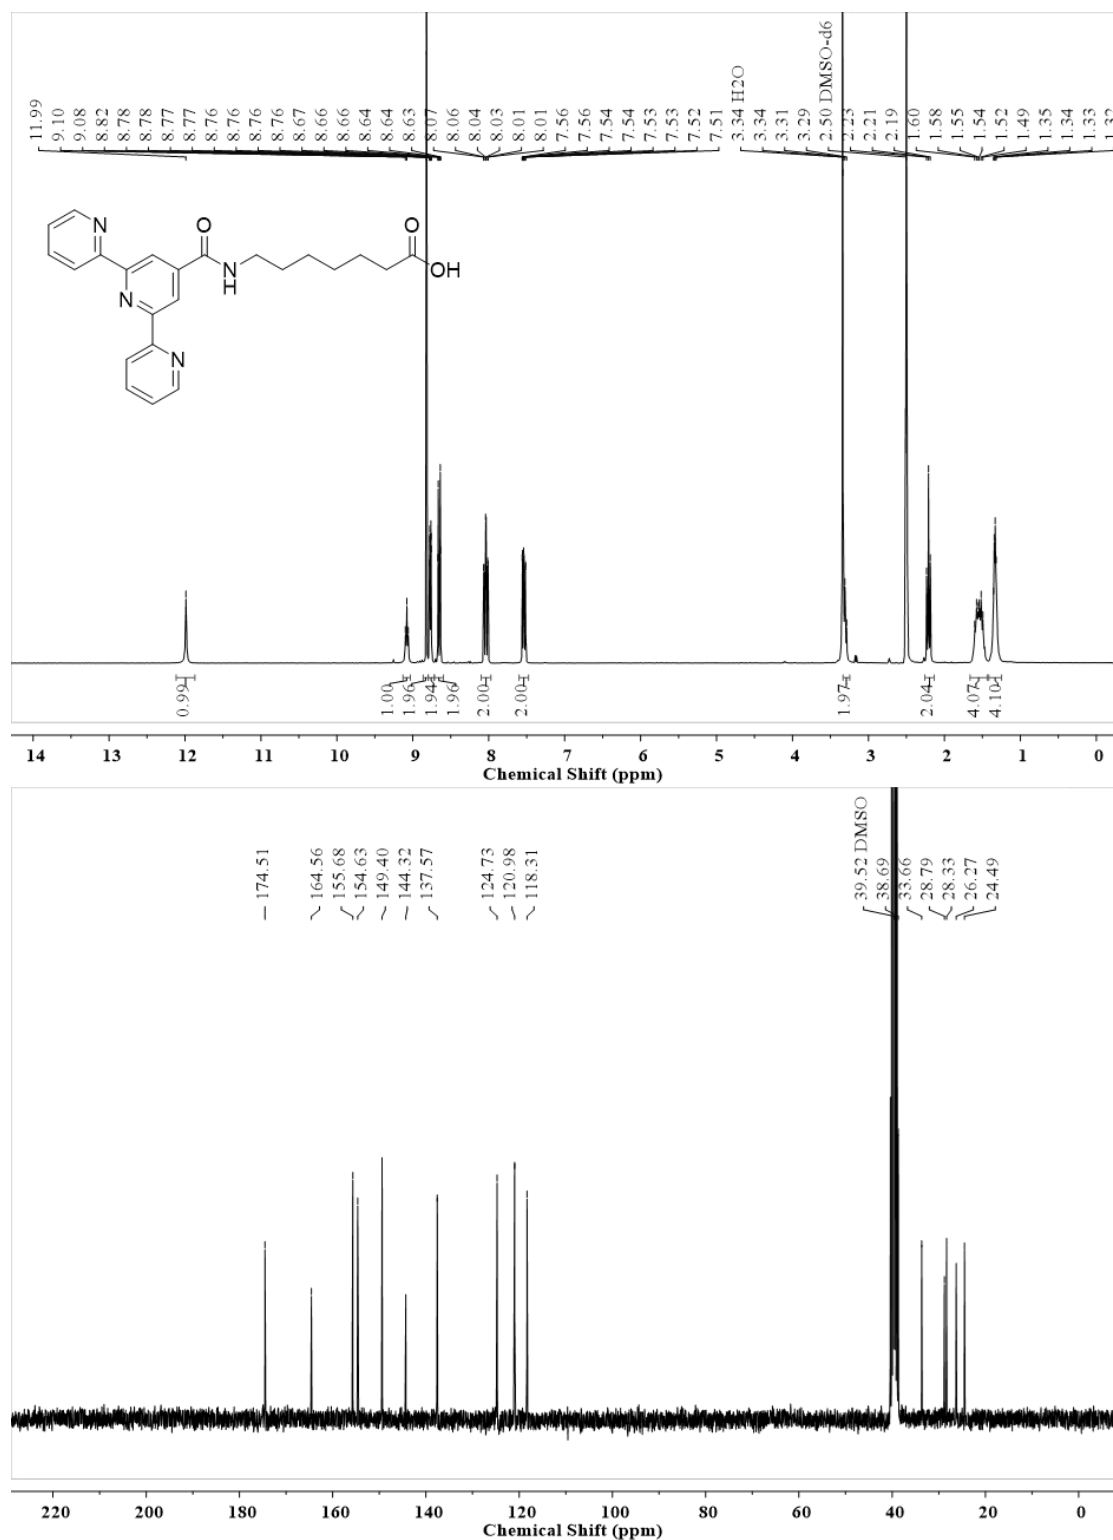 11.99 9.10 9.08 8.82 8.78 8.78 8.77 8.77 8.76 8.76 8.76 8.76 8.67 8.66 8.66 8.64 8.64 8.63 8.07 8.06 8.04 8.03 8.01 8.01 7.56 7.56 7.54 7.54 7.53 7.53 7.52 7.51 3.34 H2O 3.34 3.31 3.29 2.50 DMSO-d6 2.23 2.21 2.19 1.60 1.58 1.55 1.54 1.52 1.49 1.35 1.34 1.33 1.32
N O O
N H OH
N
N
0.99 1.00 1.96 1.94 1.96 2.00 2.00 1.97 2.04 4.07 4.10
14 13 12 11 10 9 8 7 6 5 4 3 2 1 0
Chemical Shift (ppm)
174.51 164.56 155.68 154.63 149.40 144.32 137.57 124.73 120.98 118.31 39.52 DMSO 38.69 33.66 28.79 28.33 26.27 24.49
220 200 180 160 140 120 100 80 60 40 20 0
Chemical Shift (ppm)